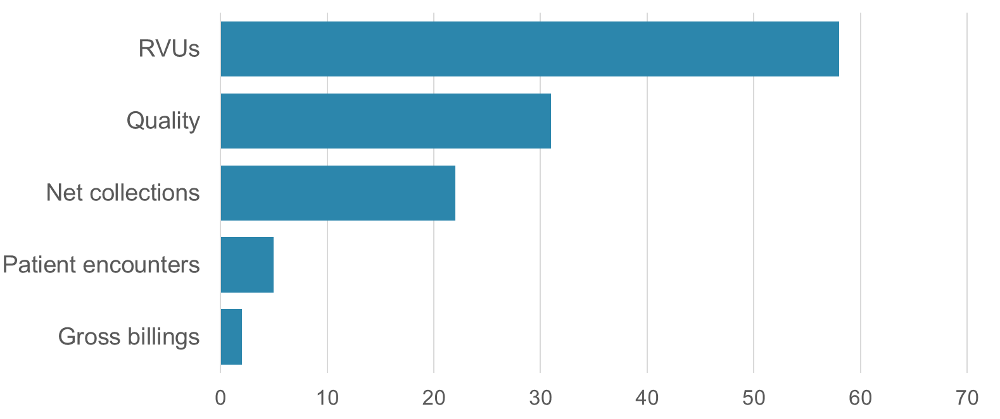 RVUs
Quality
Net collections
Patient encounters
Gross billings
0 10 20 30 40 50 60 70